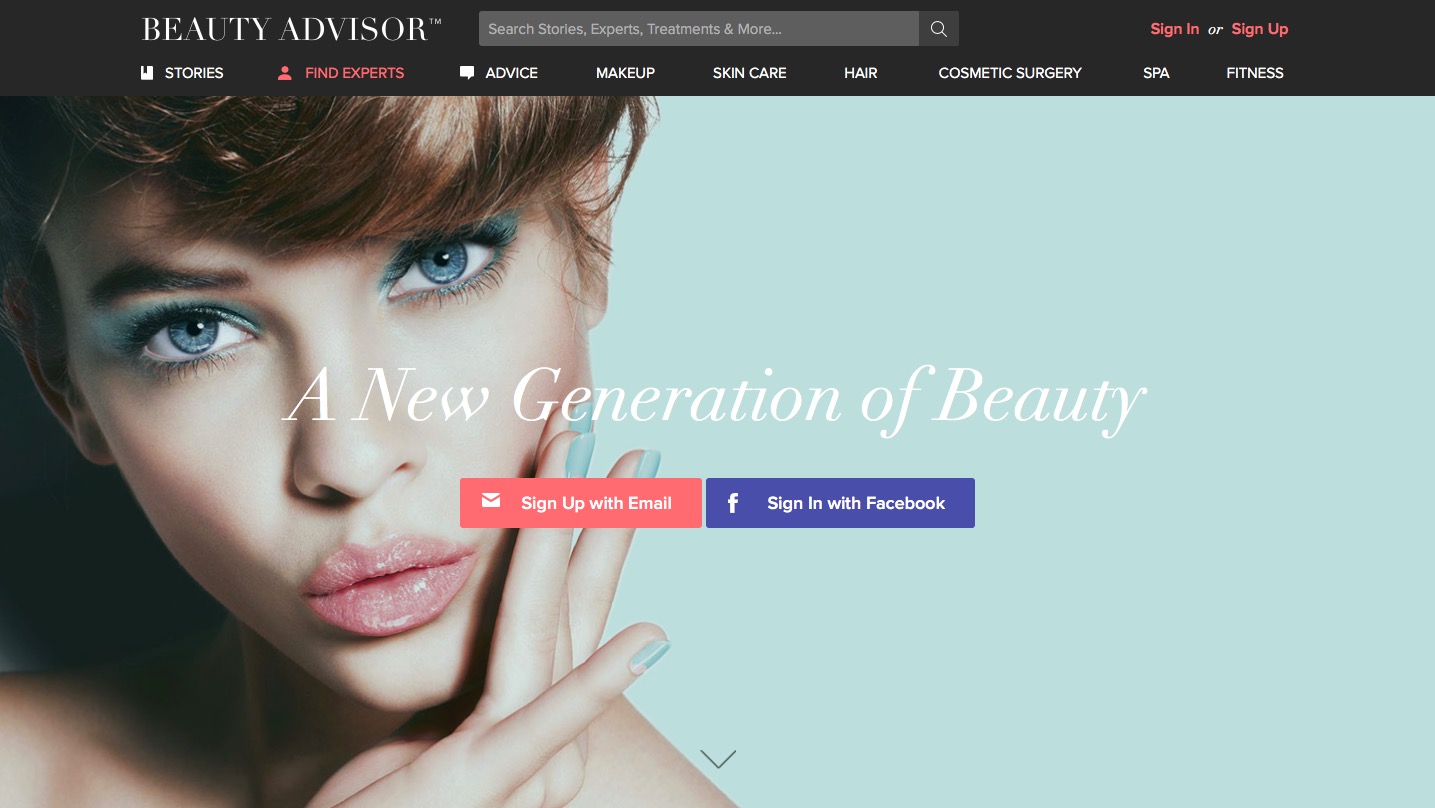 BEAUTY ADVISOR™
Search Stories, Experts, Treatments & More...
Sign In or Sign Up
STORIES FIND EXPERTS ADVICE MAKEUP SKIN CARE HAIR COSMETIC SURGERY SPA FITNESS
A New Generation of Beauty
Sign Up with Email Sign In with Facebook